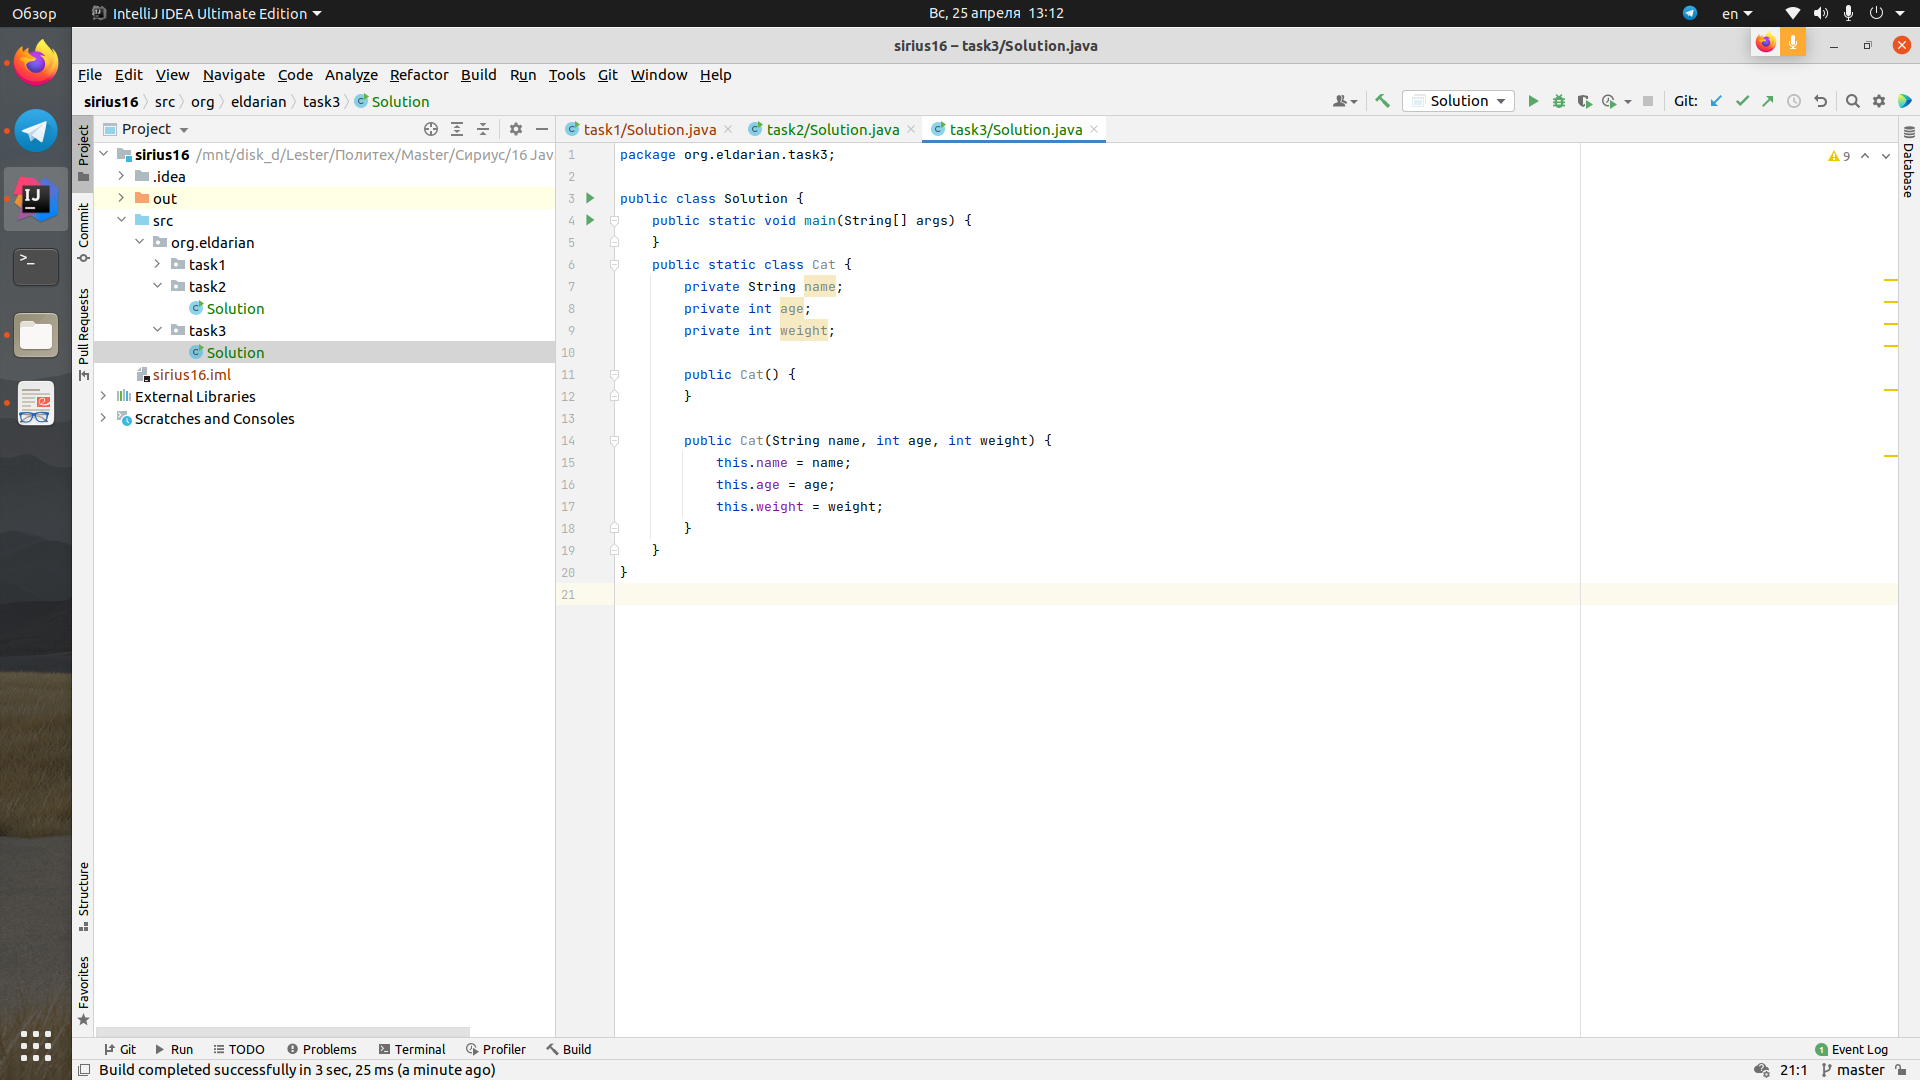 Обзор IntelliJ IDEA Ultimate Edition Вс, 25 апреля 13:12 en
sirius16 – task3/Solution.java
File Edit View Navigate Code Analyze Refactor Build Run Tools Git Window Help
sirius16 src org eldarian task3 Solution Solution Git:
Project task1/Solution.java task2/Solution.java task3/Solution.java
sirius16 /mnt/disk_d/Lester/Политех/Master/Сириус/16 Jav
.idea
out
src
org.eldarian
task1
task2
Solution
task3
Solution
sirius16.iml
External Libraries
Scratches and Consoles
Project
Commit
Pull Requests
Structure
Favorites
1 package org.eldarian.task3;
2
3 public class Solution {
4 public static void main(String[] args) {
5 }
6 public static class Cat {
7 private String name;
8 private int age;
9 private int weight;
10
11 public Cat() {
12 }
13
14 public Cat(String name, int age, int weight) {
15 this.name = name;
16 this.age = age;
17 this.weight = weight;
18 }
19 }
20 }
21
9
Database
Git Run TODO Problems Terminal Profiler Build 1 Event Log
Build completed successfully in 3 sec, 25 ms (a minute ago) 21:1 master